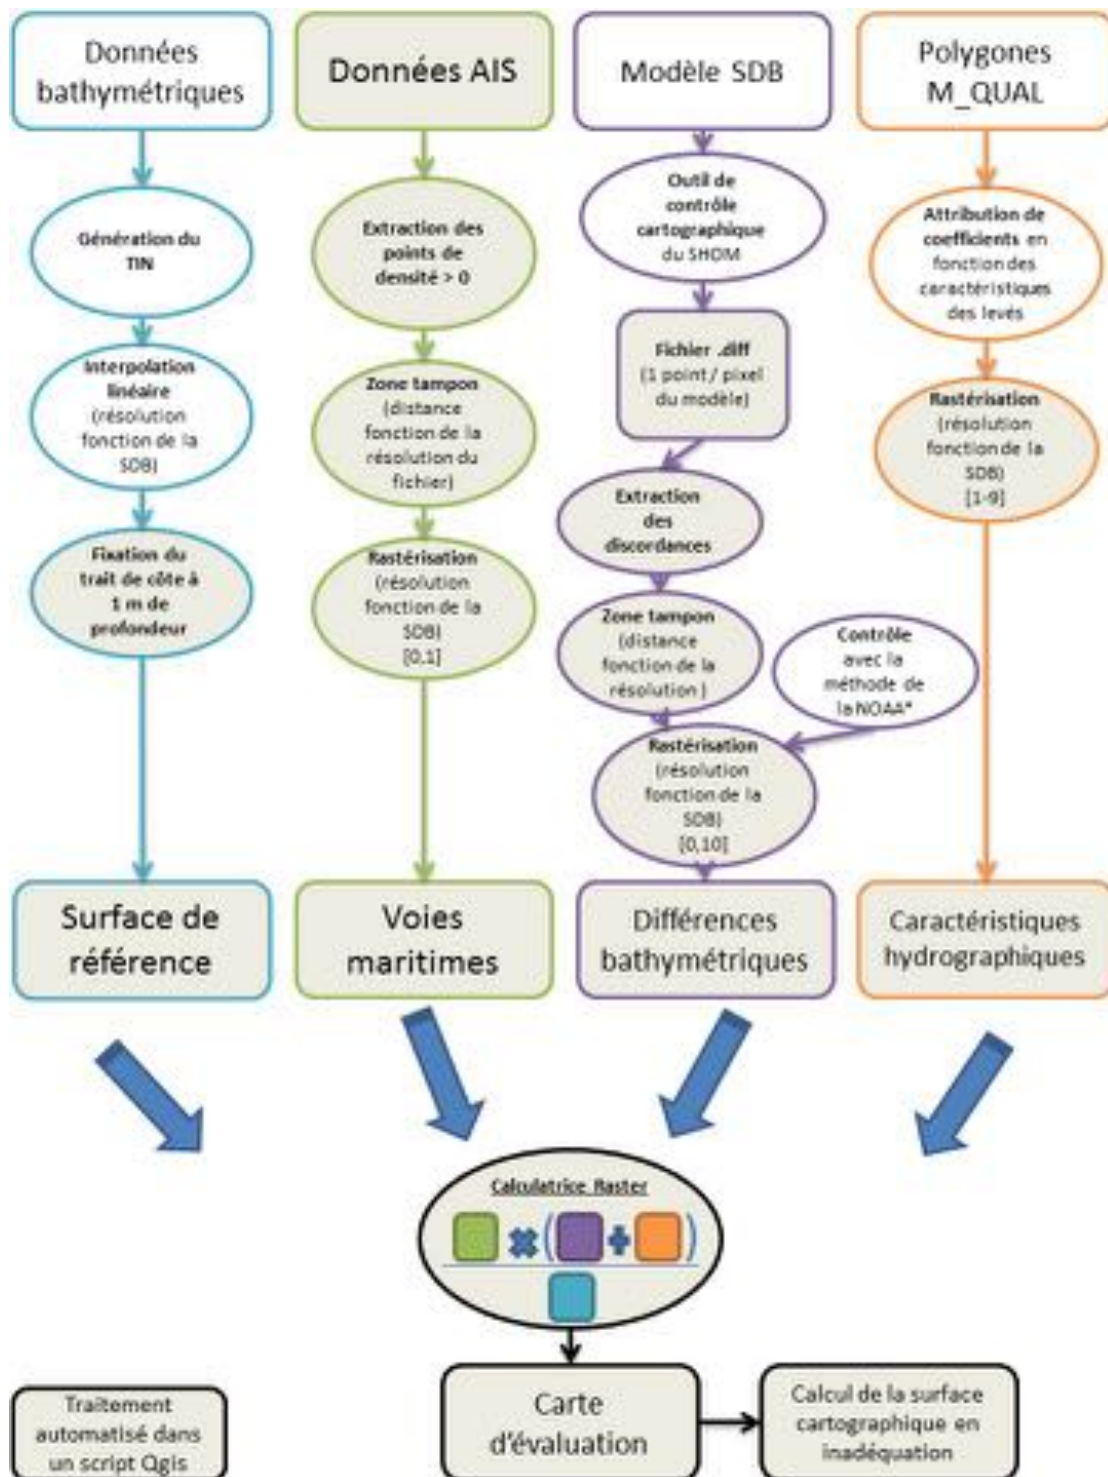 Données
bathymétriques
Génération du
TIN
Interpolation
linéaire
(résolution
fonction de la
SDB)
Fixation du
trait de côte à
1 m de
profondeur
Surface de
référence
Données AIS
Extraction des
points de
densité > 0
Zone tampon
(distance
fonction de la
résolution du
fichier)
Rastérisation
(résolution
fonction de la
SDB)
[0,1]
Voies
maritimes
Modèle SDB
Outil de
contrôle
cartographique
du SHOM
Fichier .diff
(1 point / pixel
du modèle)
Extraction
des
discordances
Zone tampon
(distance
fonction de la
résolution )
Contrôle
avec la
méthode de
la NOAA*
Rastérisation
(résolution
fonction de la
SDB)
[0,10]
Différences
bathymétriques
Polygones
M_QUAL
Attribution de
coefficients en
fonction des
caractéristiques
des levés
Rastérisation
(résolution
fonction de la
SDB)
[1-9]
Caractéristiques
hydrographiques
Calculatrice Raster
Carte
d'évaluation
Calcul de la surface
cartographique en
inadéquation
Traitement
automatisé dans
un script Qgis